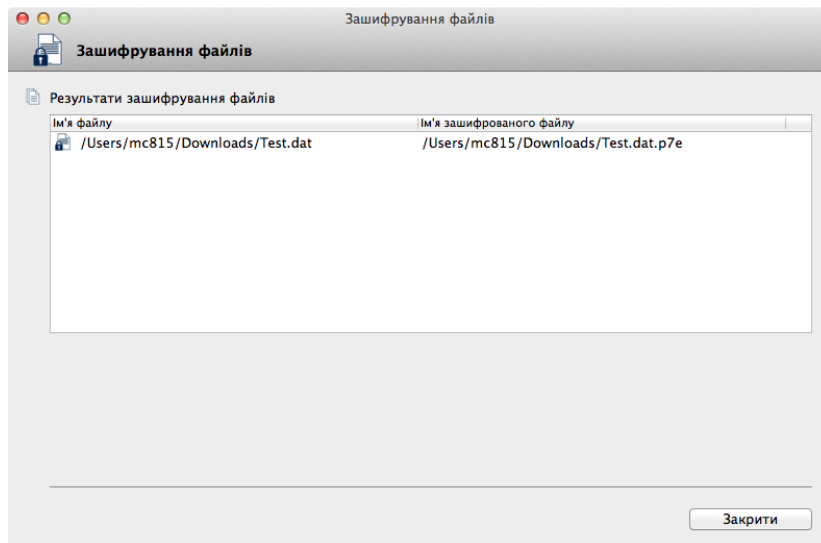 Зашифрування файлів
Зашифрування файлів
Результати зашифрування файлів
Ім'я файлу Ім'я зашифрованого файлу
/Users/mc815/Downloads/Test.dat /Users/mc815/Downloads/Test.dat.p7e
Закрити